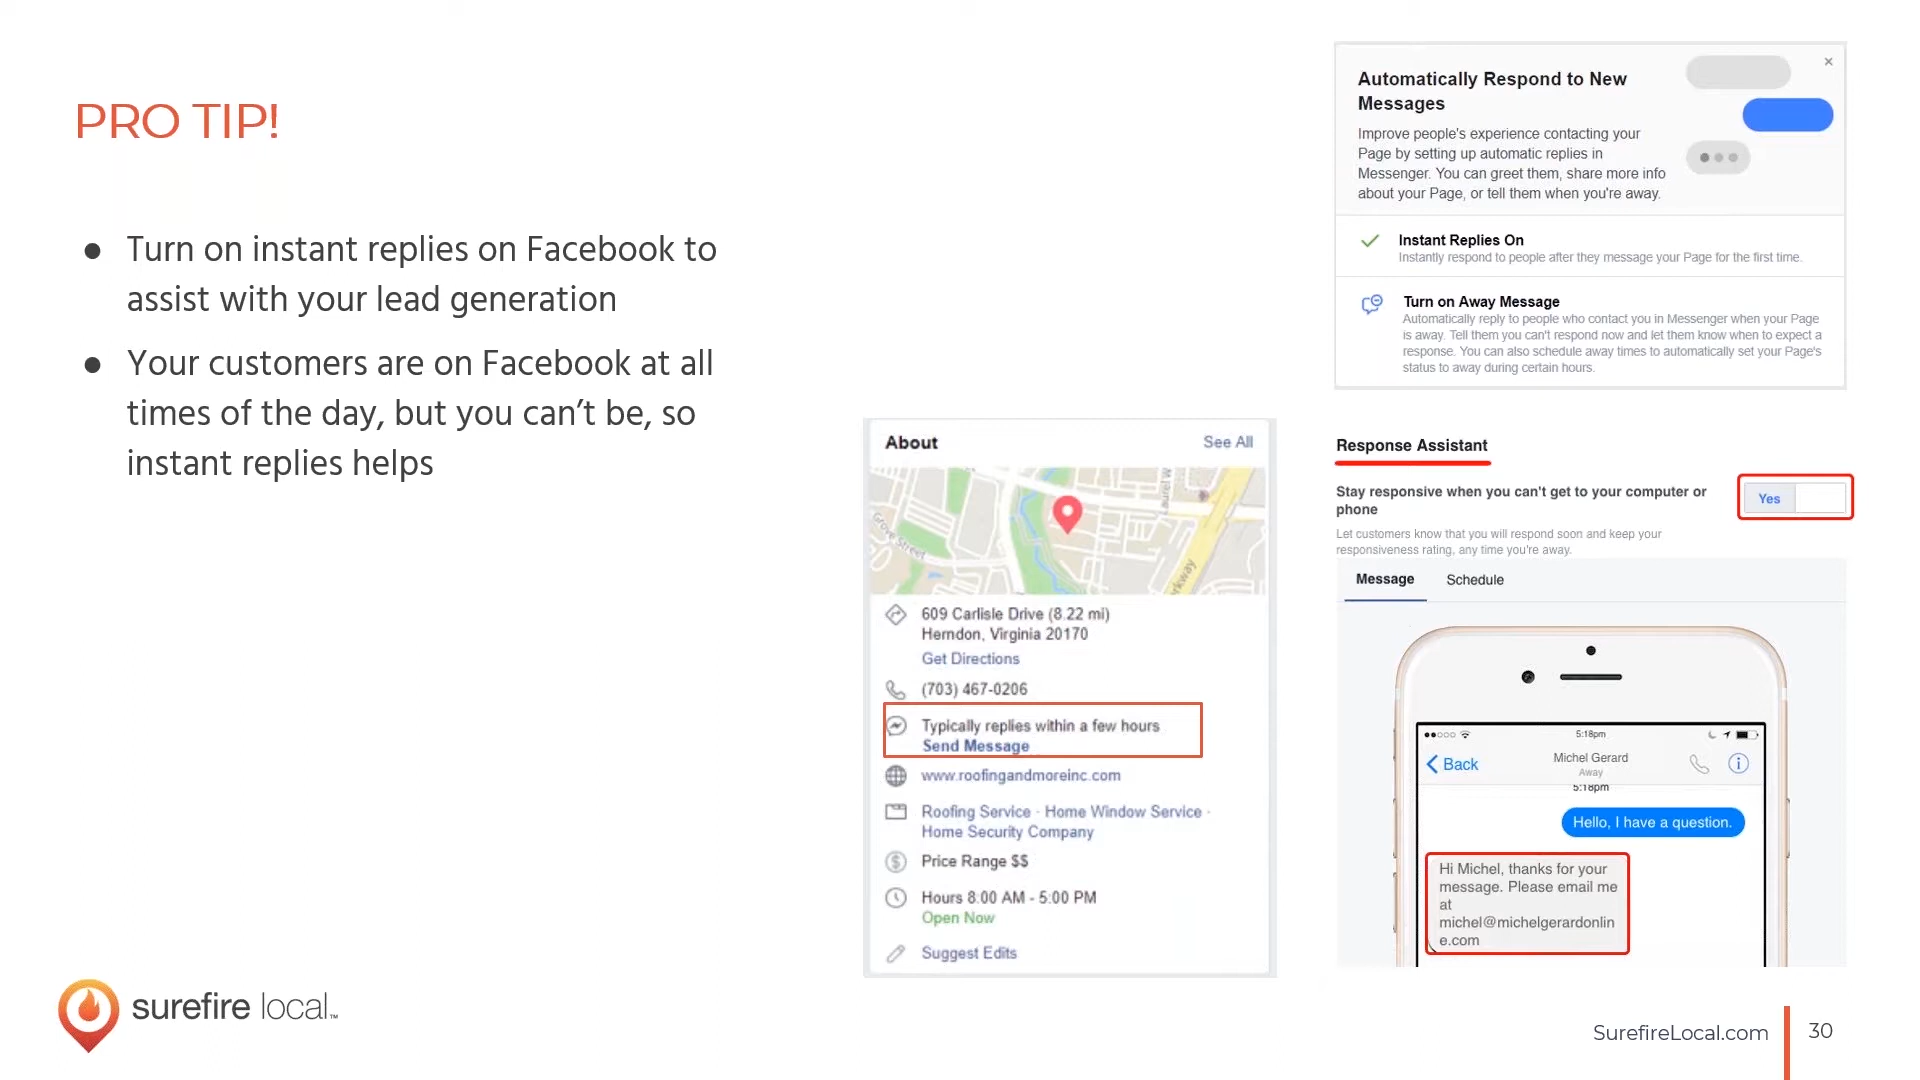 PRO TIP!
● Turn on instant replies on Facebook to
assist with your lead generation
● Your customers are on Facebook at all
times of the day, but you can’t be, so
instant replies helps
Automatically Respond to New
Messages
Improve people's experience contacting your
Page by setting up automatic replies in
Messenger. You can greet them, share more info
about your Page, or tell them when you're away.
Instant Replies On
Instantly respond to people after they message your Page for the first time.
Turn on Away Message
Automatically reply to people who contact you in Messenger when your Page
is away. Tell them you can't respond now and let them know when to expect a
response. You can also schedule away times to automatically set your Page's
status to away during certain hours.
About
See All
Grove Street
Laurel W
rkway
609 Carlisle Drive (8.22 mi)
Herndon, Virginia 20170
Get Directions
(703) 467-0206
Typically replies within a few hours
Send Message
www.roofingandmoreinc.com
Roofing Service · Home Window Service ·
Home Security Company
Price Range $$
Hours 8:00 AM - 5:00 PM
Open Now
Suggest Edits
Response Assistant
Stay responsive when you can't get to your computer or
phone
Yes
Let customers know that you will respond soon and keep your
responsiveness rating, any time you're away.
Message Schedule
5:18pm
Back
Michel Gerard
Away
5:18pm
Hello, I have a question.
Hi Michel, thanks for your
message. Please email me
at
michel@michelgerardonlin
e.com
surefire local™
SurefireLocal.com
30